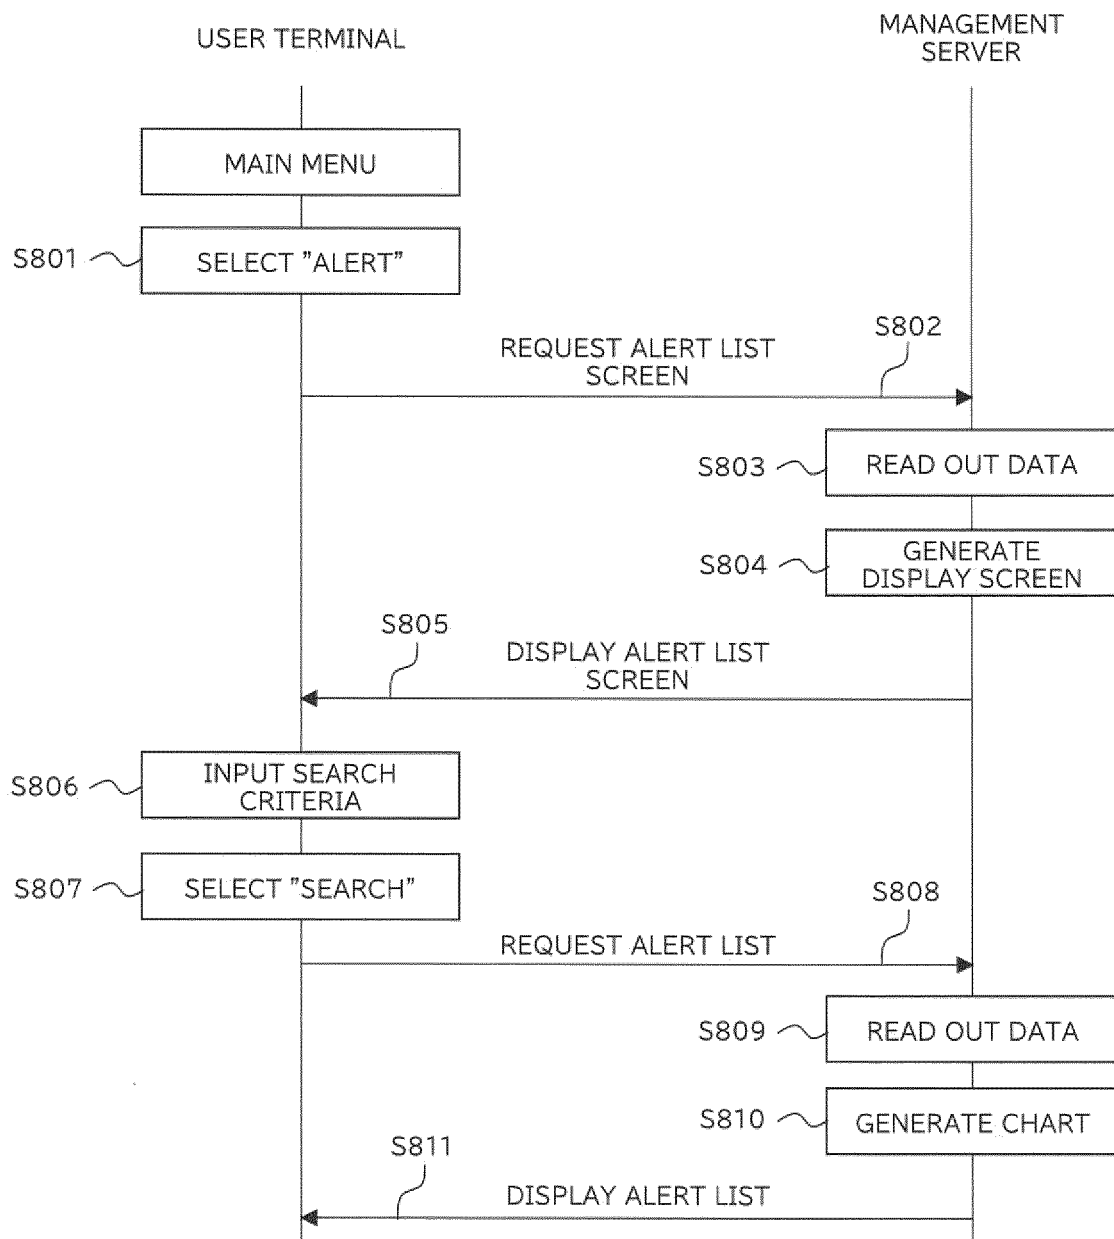 USER TERMINAL
MANAGEMENT
SERVER
MAIN MENU
S801
SELECT "ALERT"
S802
REQUEST ALERT LIST
SCREEN
S803
READ OUT DATA
S804
GENERATE
DISPLAY SCREEN
S805
DISPLAY ALERT LIST
SCREEN
S806
INPUT SEARCH
CRITERIA
S807
SELECT "SEARCH"
S808
REQUEST ALERT LIST
S809
READ OUT DATA
S810
GENERATE CHART
S811
DISPLAY ALERT LIST